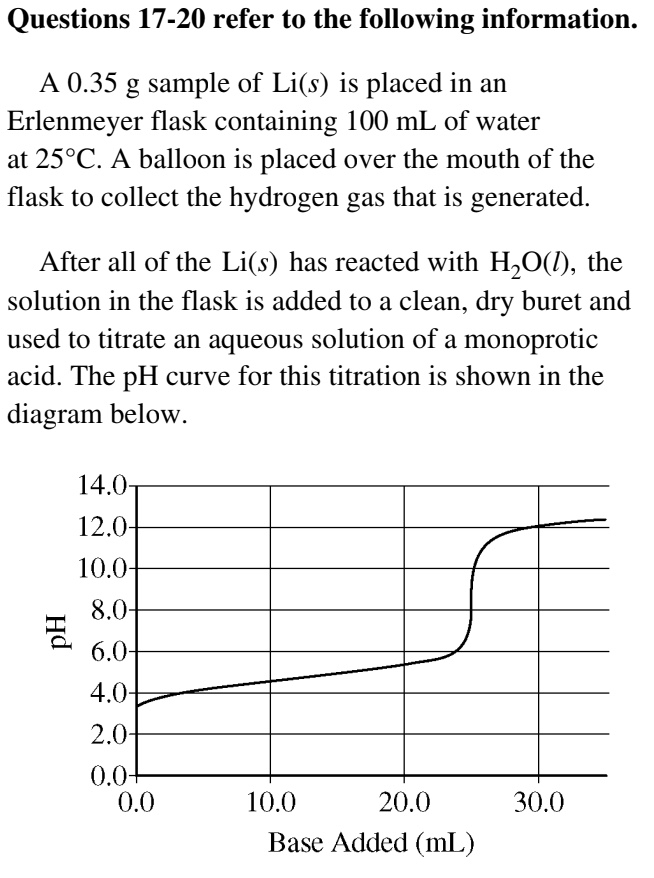 Questions 17-20 refer to the following information.
A 0.35 g sample of Li(s) is placed in an
Erlenmeyer flask containing 100 mL of water
at 25°C. A balloon is placed over the mouth of the
flask to collect the hydrogen gas that is generated.
After all of the Li(s) has reacted with H₂O(l), the
solution in the flask is added to a clean, dry buret and
used to titrate an aqueous solution of a monoprotic
acid. The pH curve for this titration is shown in the
diagram below.
14.0
12.0
10.0
8.0
pH
6.0
4.0
2.0
0.0
0.0 10.0 20.0 30.0
Base Added (mL)